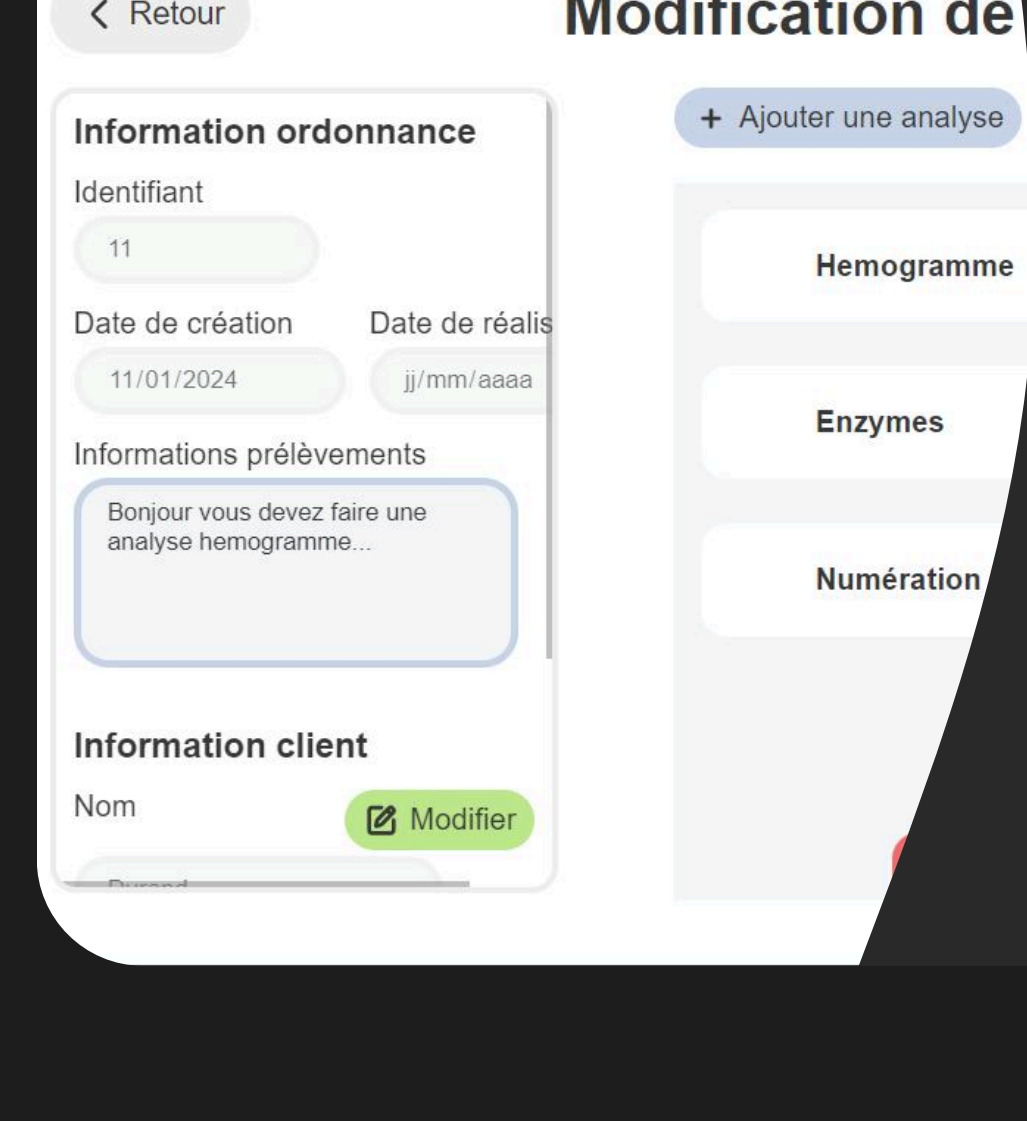 Retour
Modification de
Information ordonnance
Identifiant
11
Date de création
Date de réalis
11/01/2024
jj/mm/aaaa
Informations prélèvements
Bonjour vous devez faire une
analyse hemogramme...
Information client
Nom
Modifier
Durand
+ Ajouter une analyse
Hemogramme
Enzymes
Numération